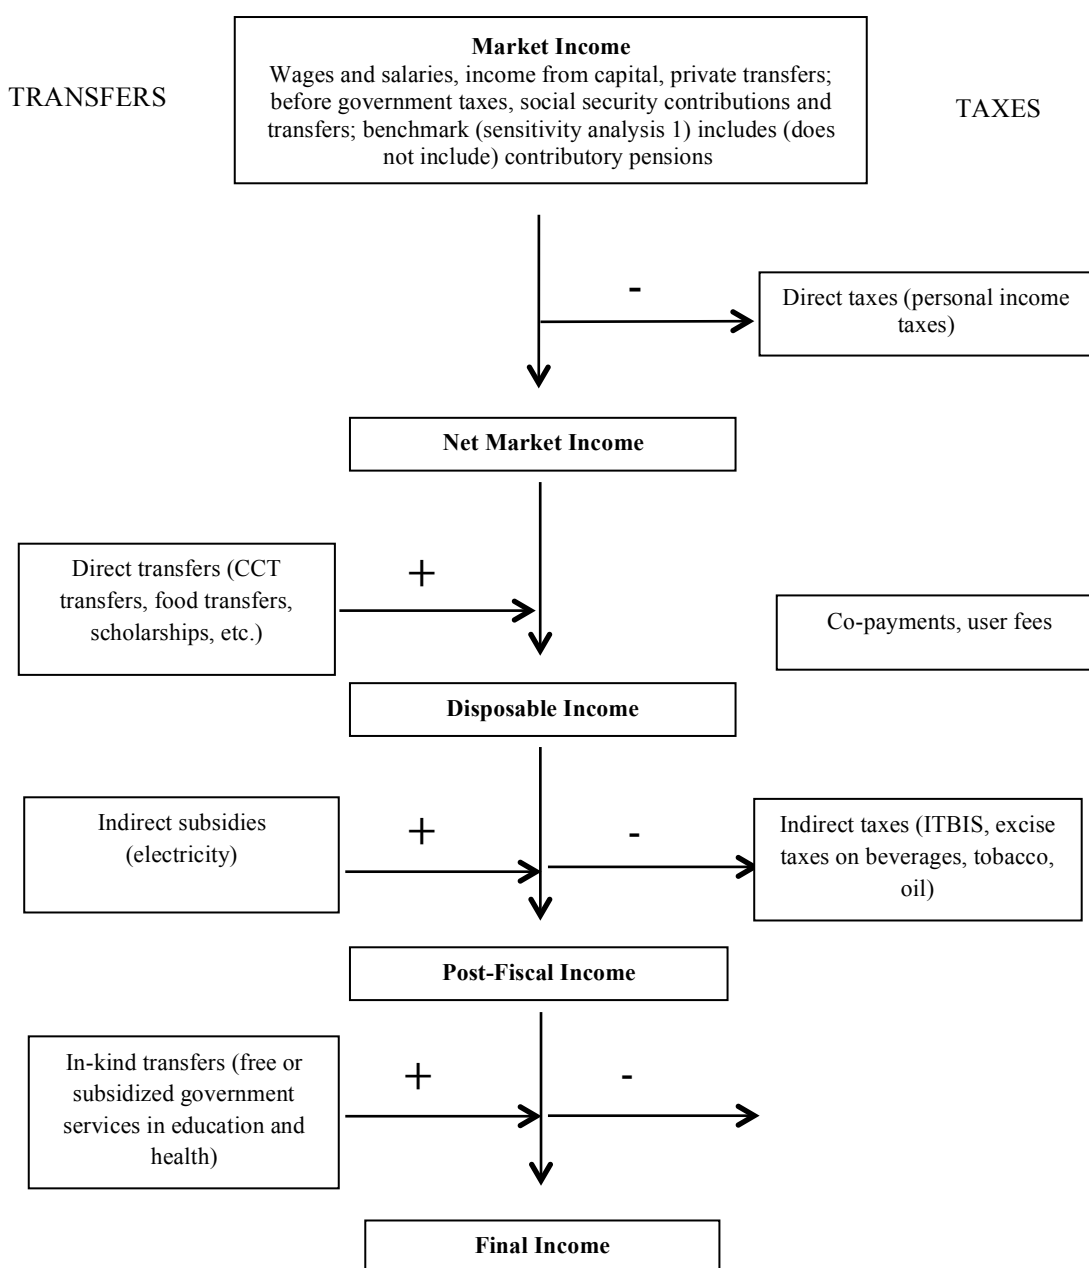 Market Income
Wages and salaries, income from capital, private transfers;
before government taxes, social security contributions and
transfers; benchmark (sensitivity analysis 1) includes (does
not include) contributory pensions
TRANSFERS
TAXES
-
Direct taxes (personal income
taxes)
Net Market Income
Direct transfers (CCT
transfers, food transfers,
scholarships, etc.)
+
Co-payments, user fees
Disposable Income
Indirect subsidies
(electricity)
+
-
Indirect taxes (ITBIS, excise
taxes on beverages, tobacco,
oil)
Post-Fiscal Income
In-kind transfers (free or
subsidized government
services in education and
health)
+
-
Final Income